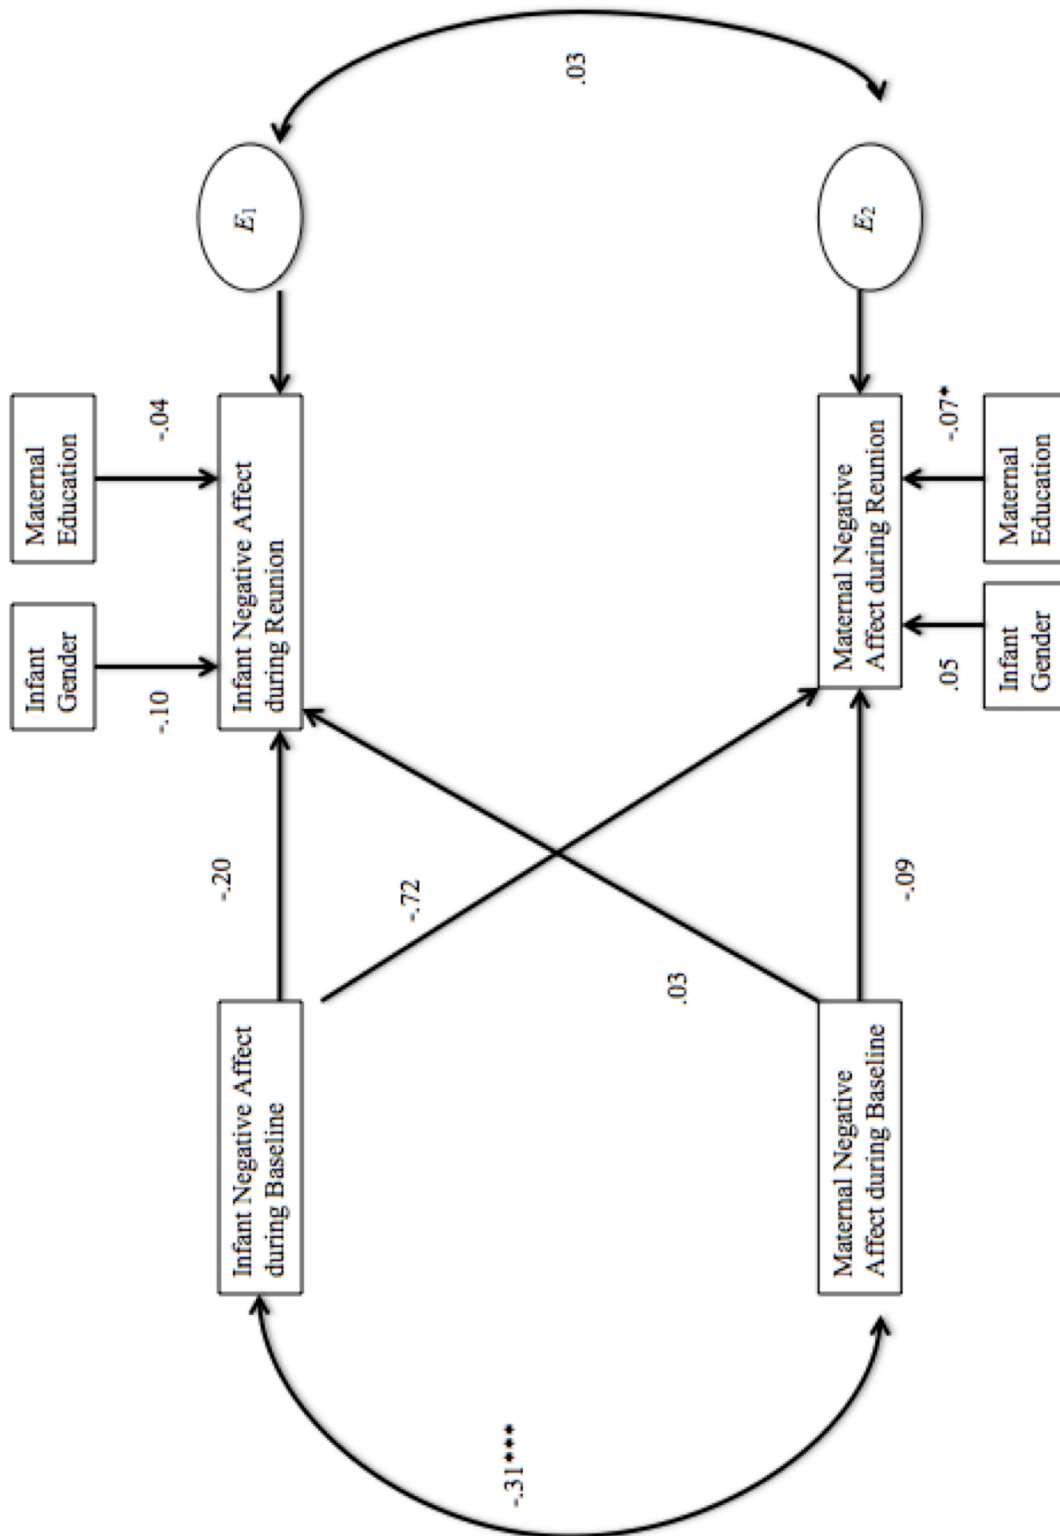 Infant
Gender
Maternal
Education
-.10
-.04
Infant Negative Affect
during Baseline
-.20
Infant Negative Affect
during Reunion
E1
-.72
-.31***
.03
.03
Maternal Negative
Affect during Baseline
-.09
Maternal Negative
Affect during Reunion
E2
.05
-.07*
Infant
Gender
Maternal
Education